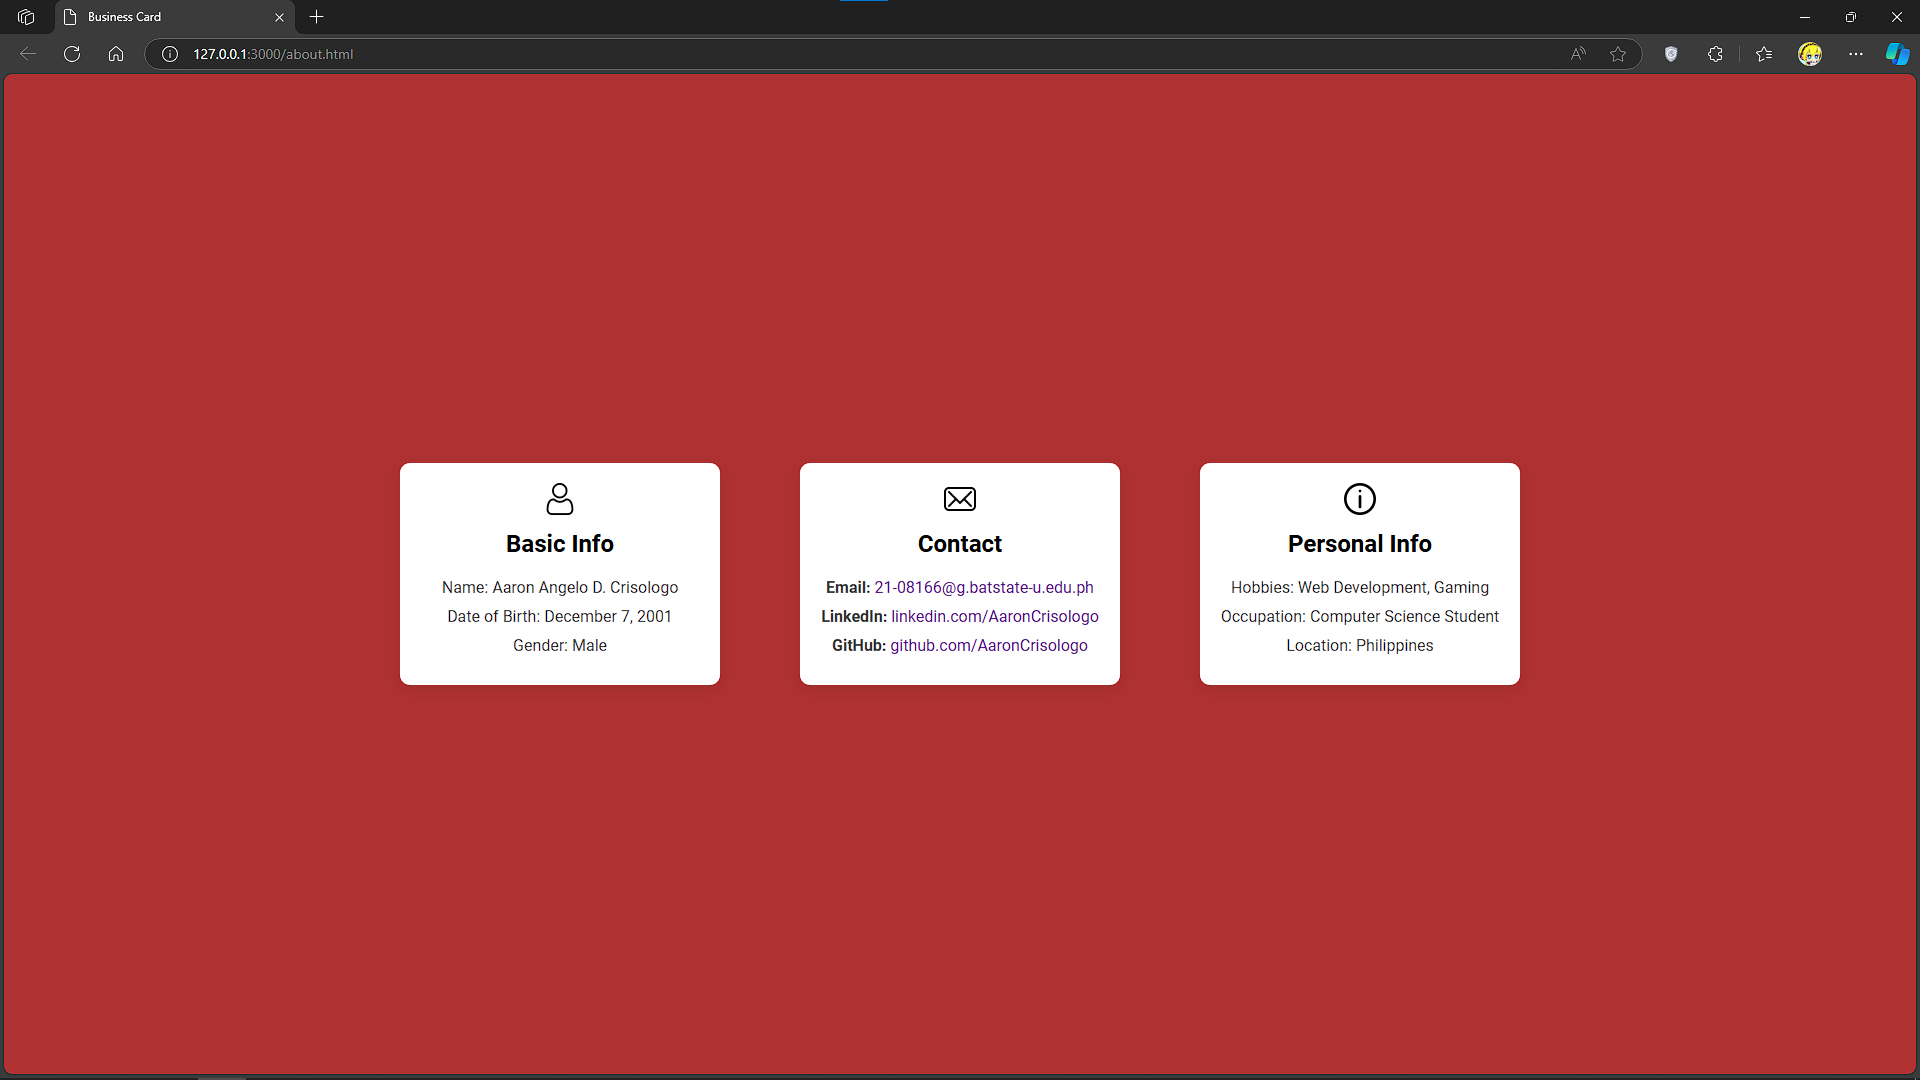 Business Card
127.0.0.1:3000/about.html
Basic Info
Name: Aaron Angelo D. Crisologo
Date of Birth: December 7, 2001
Gender: Male
Contact
Email: 21-08166@g.batstate-u.edu.ph
LinkedIn: linkedin.com/AaronCrisologo
GitHub: github.com/AaronCrisologo
Personal Info
Hobbies: Web Development, Gaming
Occupation: Computer Science Student
Location: Philippines